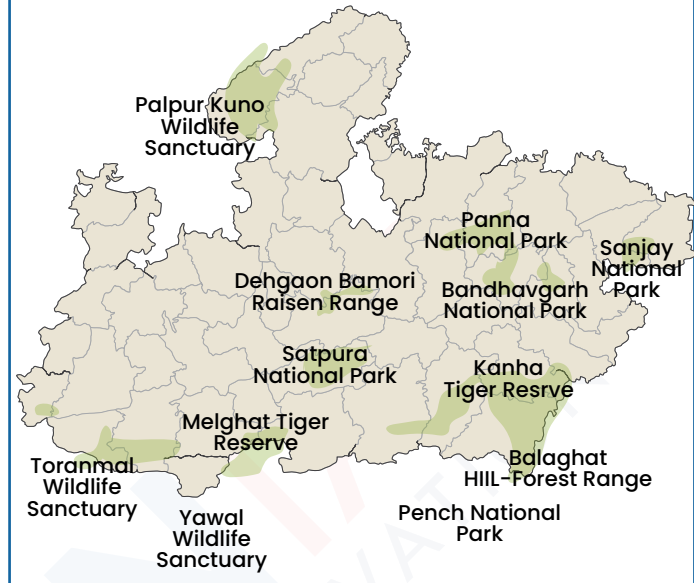 Palpur Kuno
Wildlife
Sanctuary
Panna
National Park
Sanjay
National
Park
Dehgaon Bamori
Raisen Range
Bandhavgarh
National Park
Satpura
National Park
Kanha
Tiger Resrve
Melghat Tiger
Reserve
Balaghat
HIIL-Forest Range
Toranmal
Wildlife
Sanctuary
Yawal
Wildlife
Sanctuary
Pench National
Park